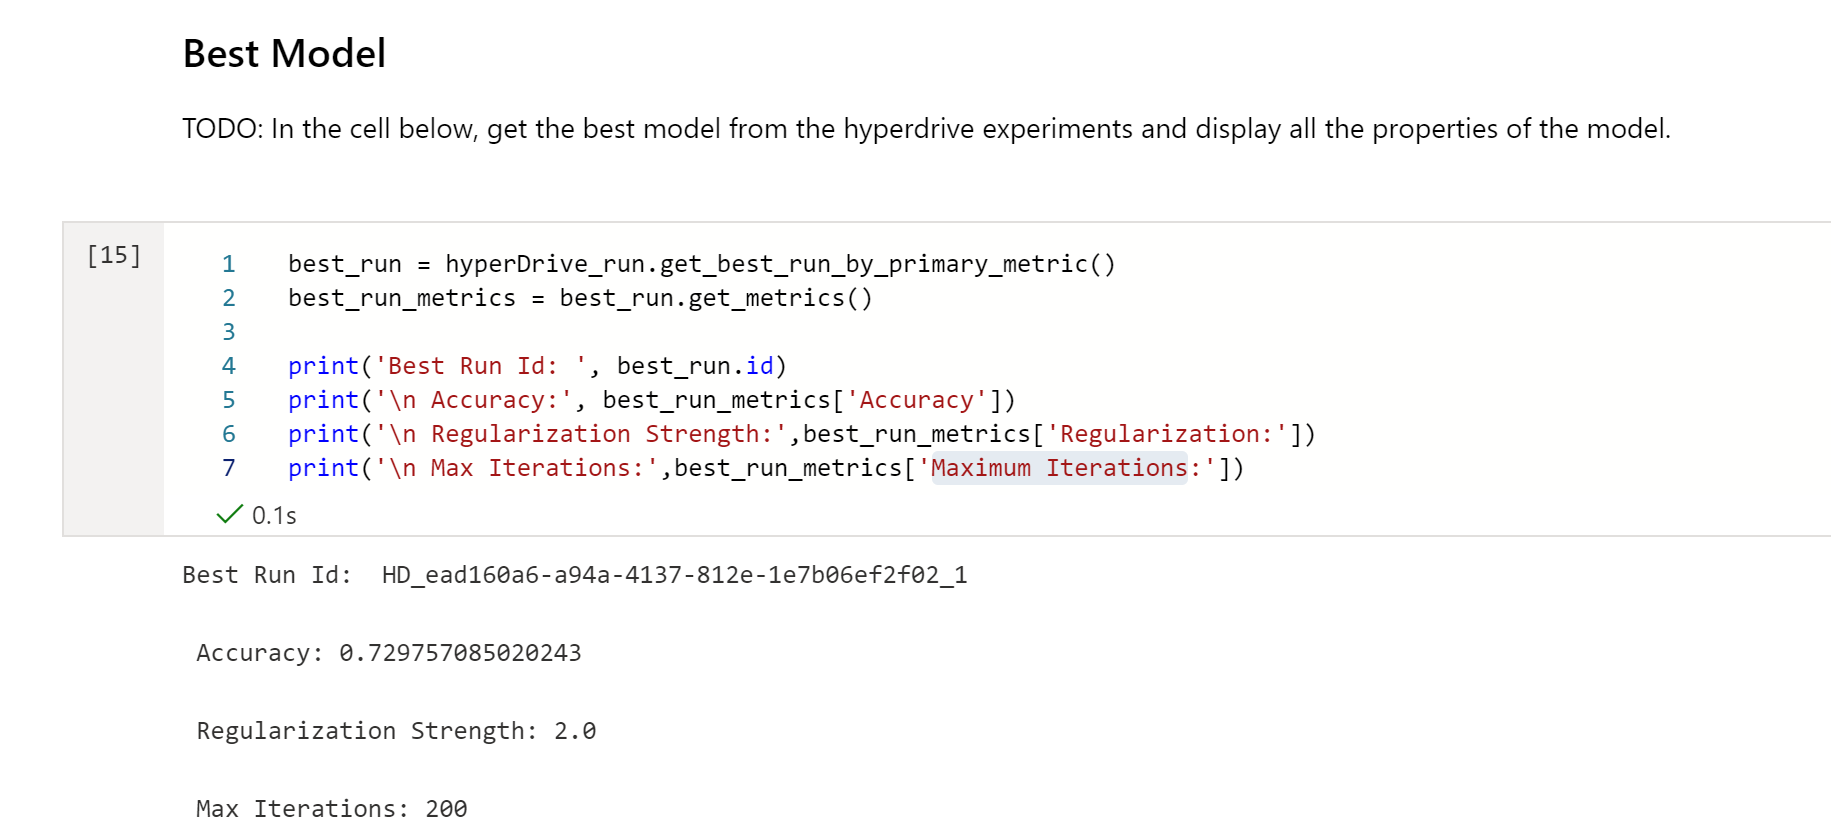 Best Model
TODO: In the cell below, get the best model from the hyperdrive experiments and display all the properties of the model.
[15]
1 best_run = hyperDrive_run.get_best_run_by_primary_metric()
2 best_run_metrics = best_run.get_metrics()
3
4 print('Best Run Id: ', best_run.id)
5 print('\n Accuracy:', best_run_metrics['Accuracy'])
6 print('\n Regularization Strength:',best_run_metrics['Regularization:'])
7 print('\n Max Iterations:',best_run_metrics['Maximum Iterations:'])
0.1s
Best Run Id:  HD_ead160a6-a94a-4137-812e-1e7b06ef2f02_1
Accuracy: 0.729757085020243
Regularization Strength: 2.0
Max Iterations: 200